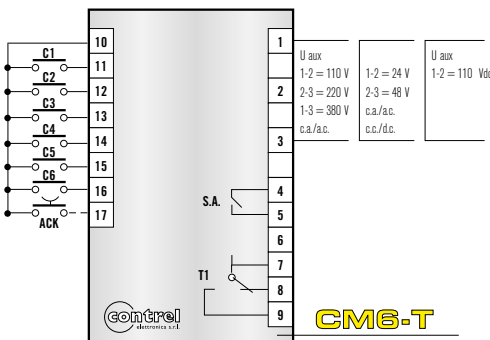 C1
C2
C3
C4
C5
C6
ACK
10
11
12
13
14
15
16
17
S.A.
T1
contrel
elettronica s.r.l.
1
2
3
4
5
6
7
8
9
U aux
1-2 = 110 V
2-3 = 220 V
1-3 = 380 V
c.a./a.c.
1-2 = 24 V
2-3 = 48 V
c.a./a.c.
c.c./d.c.
U aux
1-2 = 110 Vdc
CM6-T